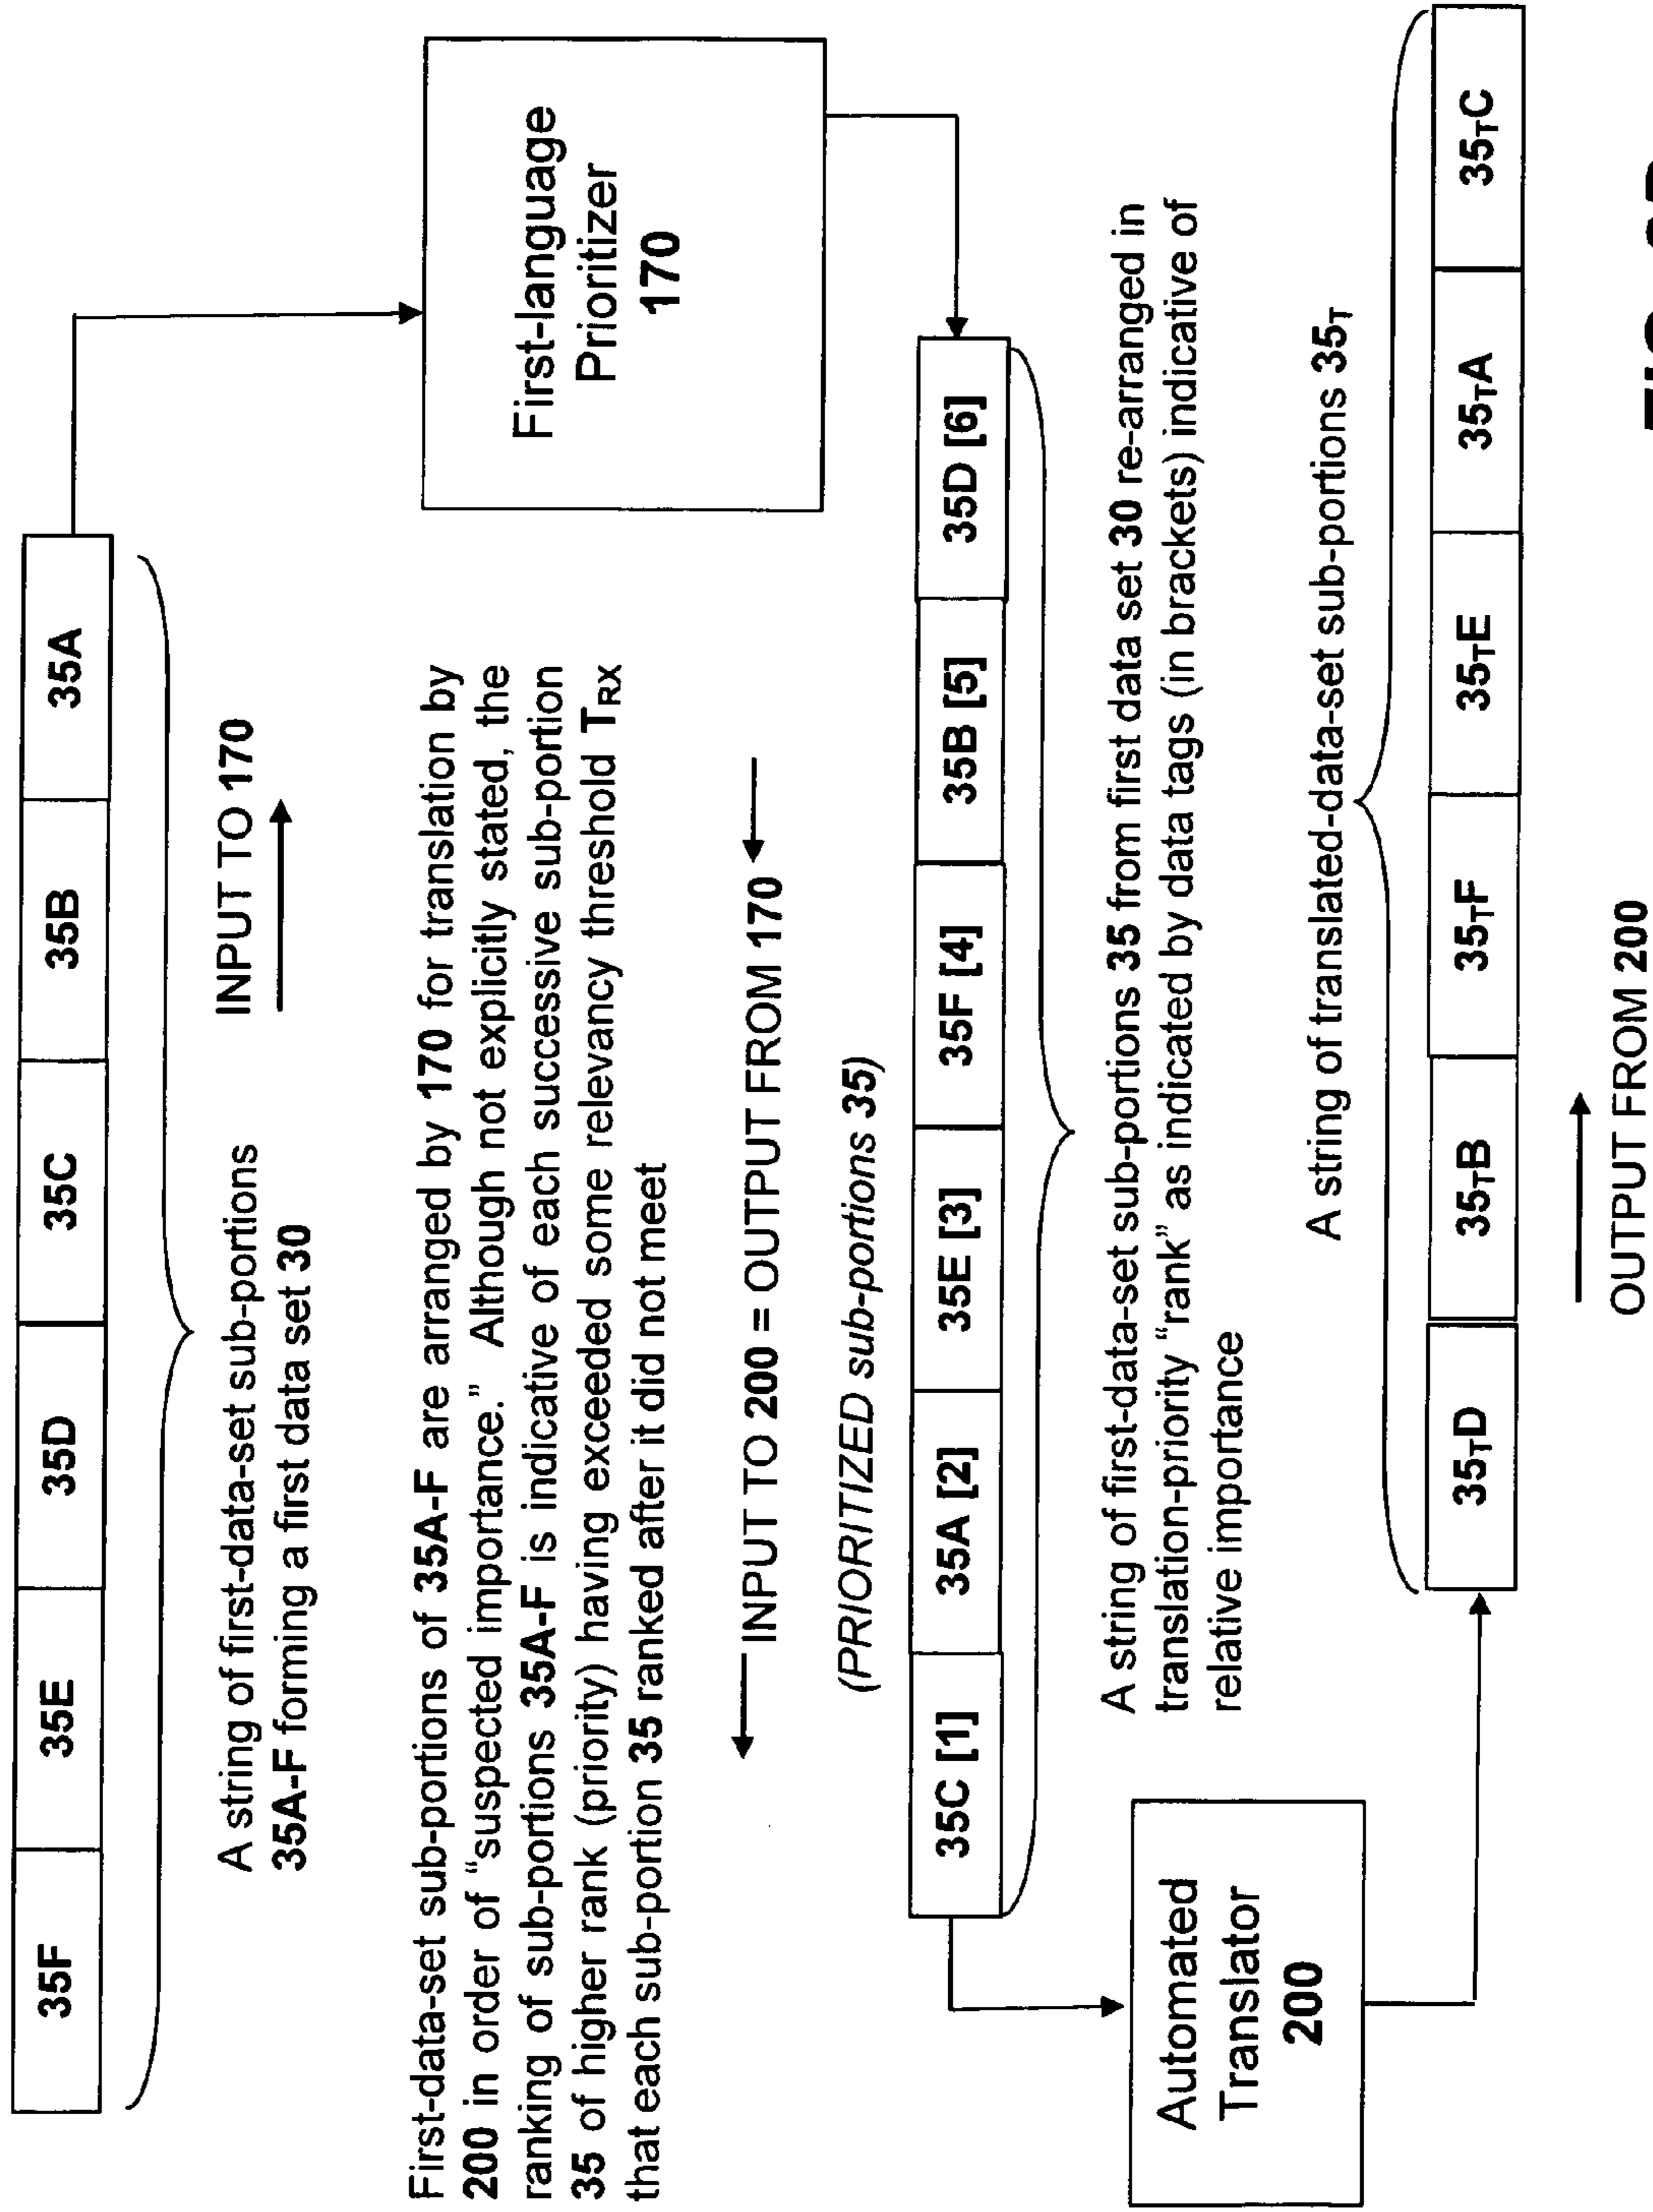 35F 35E 35D 35C 35B 35A
A string of first-data-set sub-portions
35A-F forming a first data set 30
INPUT TO 170
First-language
Prioritizer
170
First-data-set sub-portions of 35A-F are arranged by 170 for translation by
200 in order of “suspected importance.” Although not explicitly stated, the
ranking of sub-portions 35A-F is indicative of each successive sub-portion
35 of higher rank (priority) having exceeded some relevancy threshold TRX
that each sub-portion 35 ranked after it did not meet
INPUT TO 200 = OUTPUT FROM 170
(PRIORITIZED sub-portions 35)
35C [1] 35A [2] 35E [3] 35F [4] 35B [5] 35D [6]
A string of first-data-set sub-portions 35 from first data set 30 re-arranged in
translation-priority “rank” as indicated by data tags (in brackets) indicative of
relative importance
Automated
Translator
200
A string of translated-data-set sub-portions 35T
35TD 35TB 35TF 35TE 35TA 35TC
OUTPUT FROM 200